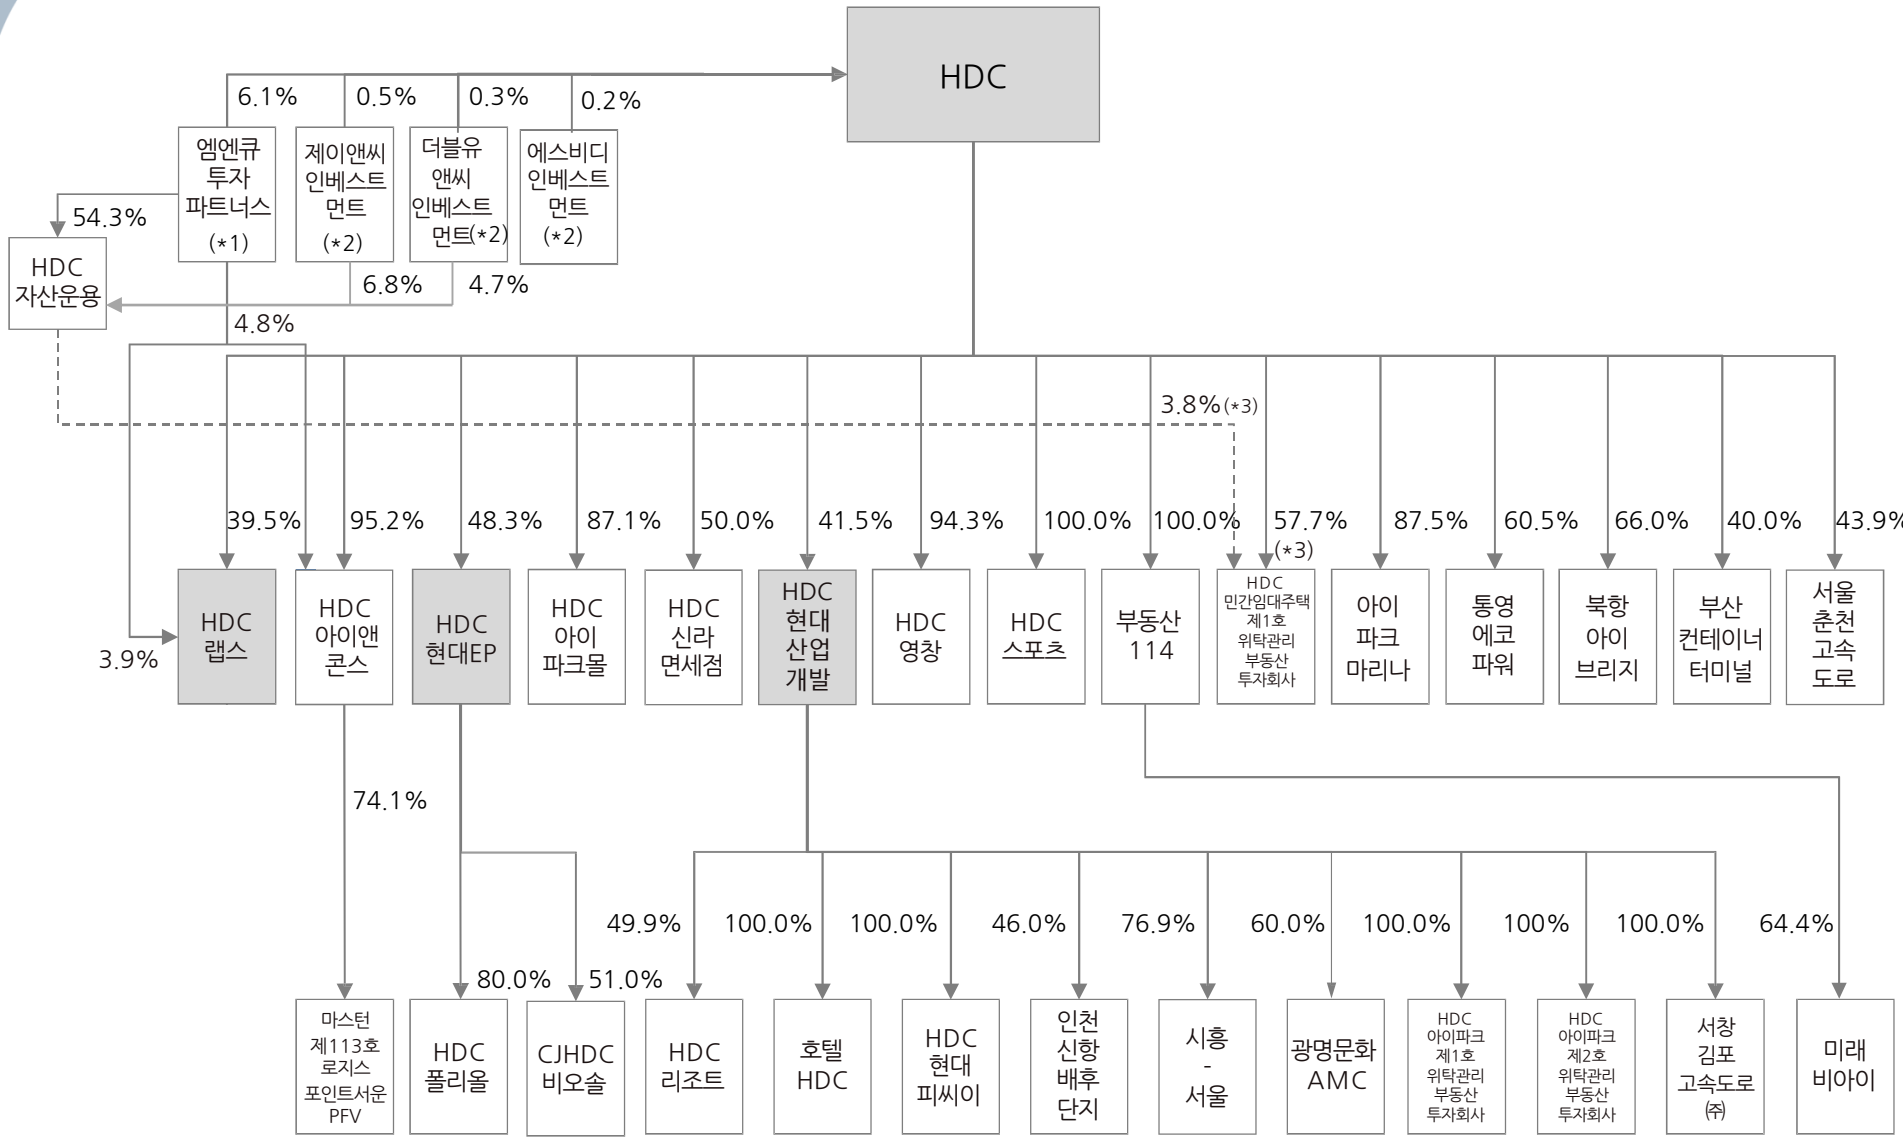 HDC
6.1%
0.5%
0.3%
0.2%
엠엔큐
투자
파트너스
(*1)
제이앤씨
인베스트
먼트
(*2)
더블유
앤씨
인베스트
먼트(*2)
에스비디
인베스트
먼트
(*2)
54.3%
HDC
자산운용
6.8%
4.7%
4.8%
3.8%(*3)
39.5%
95.2%
48.3%
87.1%
50.0%
41.5%
94.3%
100.0%
100.0%
57.7%
(*3)
87.5%
60.5%
66.0%
40.0%
43.9%
3.9%
HDC
랩스
HDC
아이앤
콘스
HDC
현대EP
HDC
아이
파크몰
HDC
신라
면세점
HDC
현대
산업
개발
HDC
영창
HDC
스포츠
부동산
114
HDC
민간임대주택
제1호
위탁관리
부동산
투자회사
아이
파크
마리나
통영
에코
파워
북항
아이
브리지
부산
컨테이너
터미널
서울
춘천
고속
도로
74.1%
80.0%
51.0%
49.9%
100.0%
100.0%
46.0%
76.9%
60.0%
100.0%
100%
100.0%
64.4%
마스턴
제113호
로지스
포인트서운
PFV
HDC
폴리올
CJHDC
비오솔
HDC
리조트
호텔
HDC
HDC
현대
피씨이
인천
신항
배후
단지
시흥
-
서울
광명문화
AMC
HDC
아이파크
제1호
위탁관리
부동산
투자회사
HDC
아이파크
제2호
위탁관리
부동산
투자회사
서창
김포
고속도로
㈜
미래
비아이